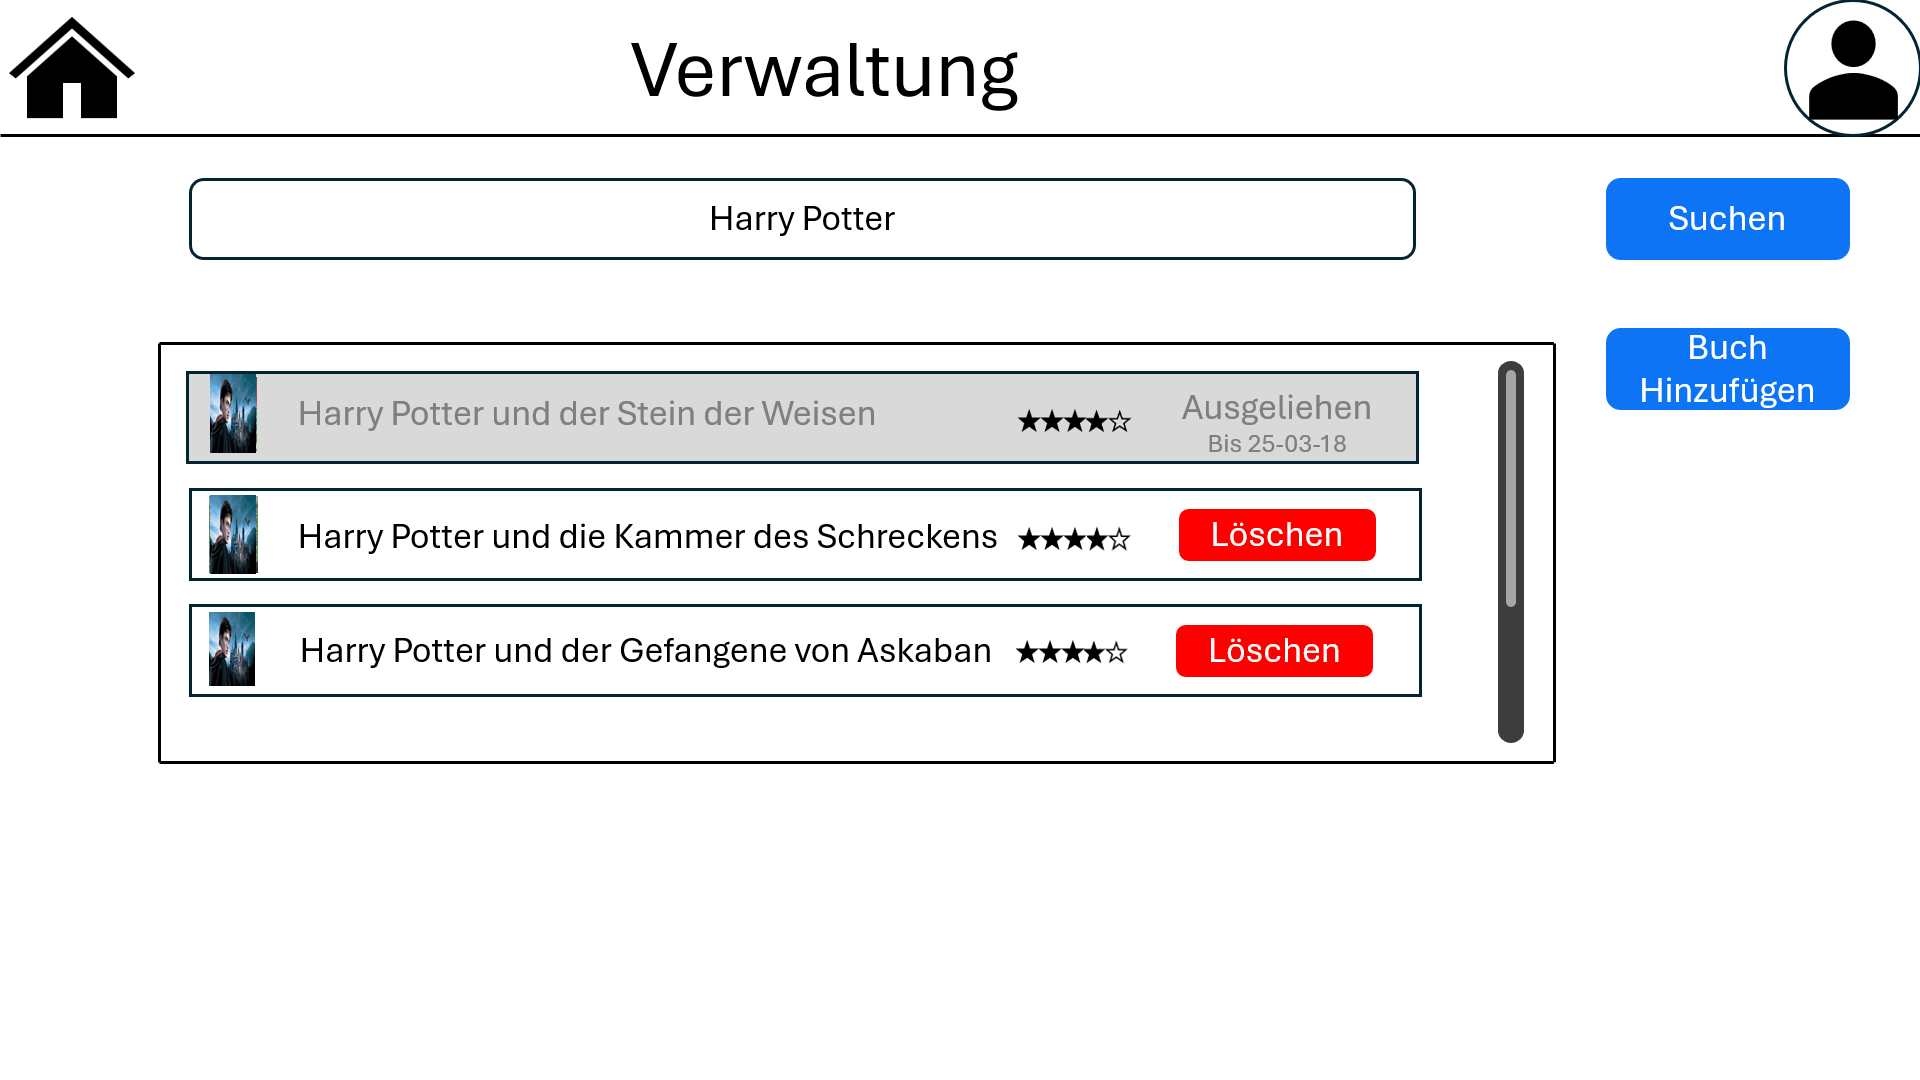 Verwaltung
Harry Potter
Suchen
Buch
Hinzufügen
Harry Potter und der Stein der Weisen ★★★★☆ Ausgeliehen
Bis 25-03-18
Harry Potter und die Kammer des Schreckens ★★★★☆ Löschen
Harry Potter und der Gefangene von Askaban ★★★★☆ Löschen